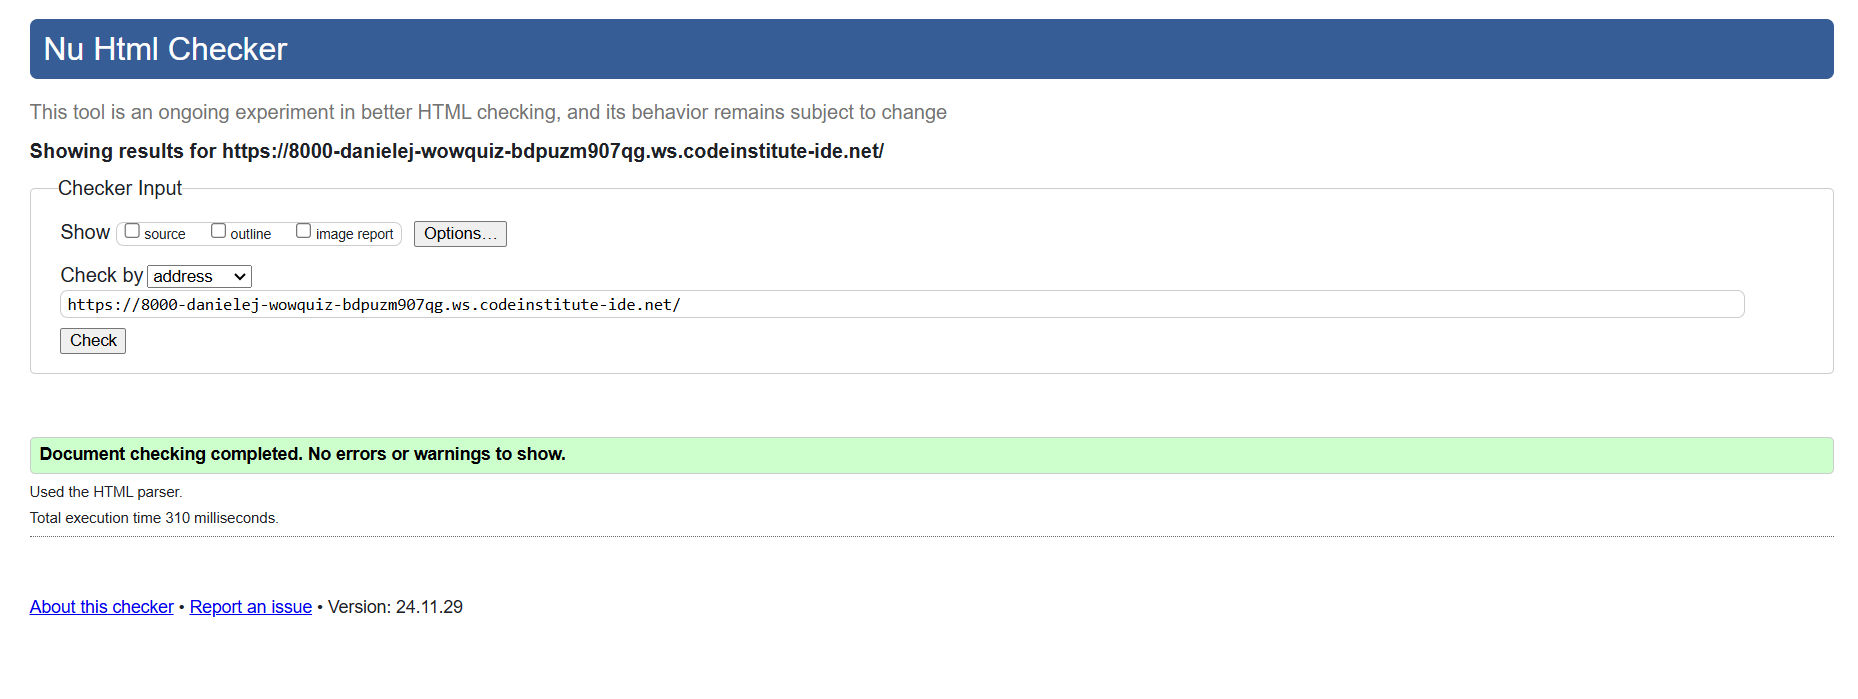 Nu Html Checker
This tool is an ongoing experiment in better HTML checking, and its behavior remains subject to change
Showing results for https://8000-danielej-wowquiz-bdpuzm907qg.ws.codeinstitute-ide.net/
Checker Input
Show source outline image report Options...
Check by address
https://8000-danielej-wowquiz-bdpuzm907qg.ws.codeinstitute-ide.net/
Check
Document checking completed. No errors or warnings to show.
Used the HTML parser.
Total execution time 310 milliseconds.
About this checker • Report an issue • Version: 24.11.29